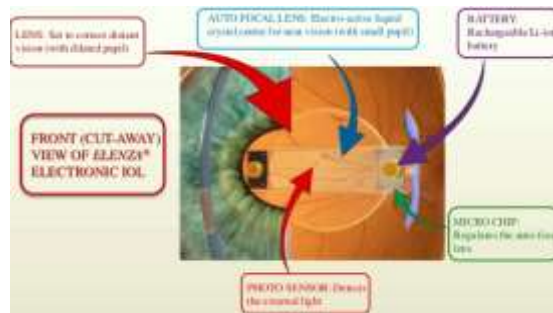 LENS: Set to correct distant
vision (with dilated pupil)
AUTO FOCAL LENS: Electro-active liquid
crystal center for near vision (with small pupil)
BATTERY:
Rechargeable Li-ion
battery
FRONT (CUT-AWAY)
VIEW OF ELENZA®
ELECTRONIC IOL
MICRO CHIP:
Regulates the auto-focal
lens
PHOTO SENSOR: Detects
the external light